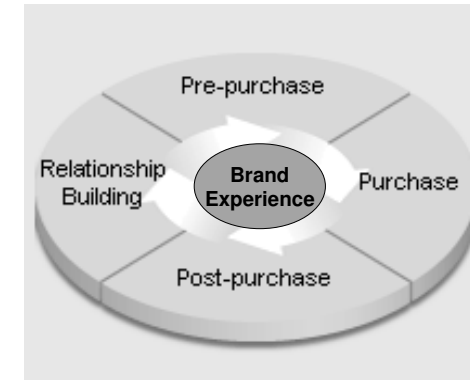 Pre-purchase
Relationship
Building
Brand
Experience
Purchase
Post-purchase